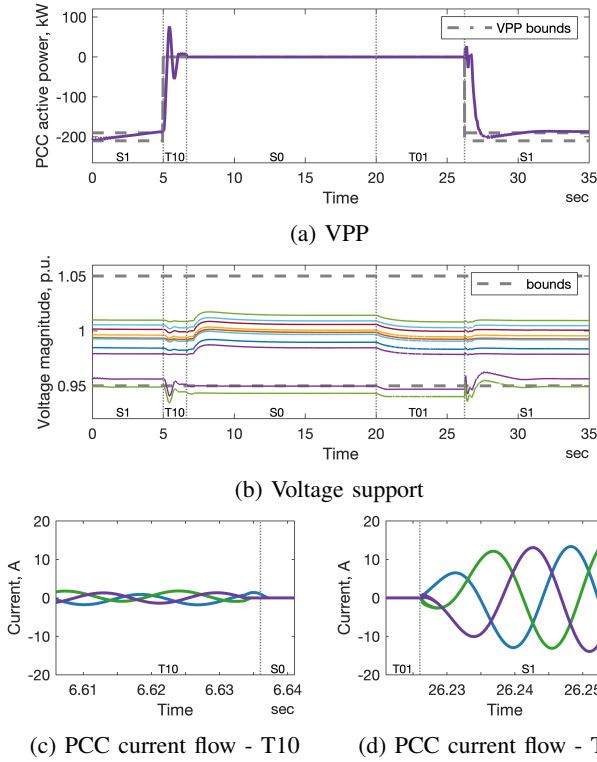 PCC active power, kW
100
0
-100
-200
VPP bounds
S1
T10
S0
T01
S1
0
5
10
15
20
25
30
35
Time
sec
(a) VPP
Voltage magnitude, p.u.
1.05
1
0.95
bounds
S1
T10
S0
T01
S1
0
5
10
15
20
25
30
35
Time
sec
(b) Voltage support
Current, A
20
10
0
-10
-20
T10
S0
6.61
6.62
6.63
6.64
Time
sec
(c) PCC current flow - T10
Current, A
20
10
0
-10
-20
T01
S1
26.23
26.24
26.25
Time
(d) PCC current flow - T